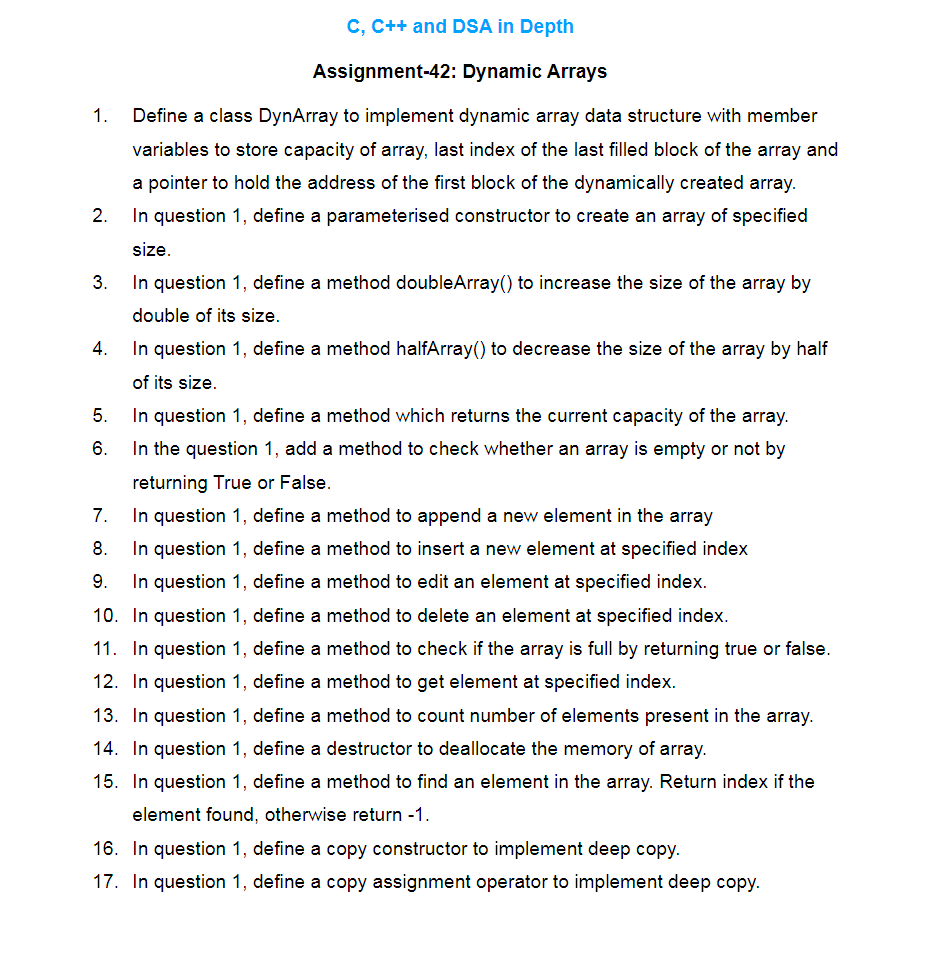 C, C++ and DSA in Depth
Assignment-42: Dynamic Arrays
1. Define a class DynArray to implement dynamic array data structure with member
variables to store capacity of array, last index of the last filled block of the array and
a pointer to hold the address of the first block of the dynamically created array.
2. In question 1, define a parameterised constructor to create an array of specified
size.
3. In question 1, define a method doubleArray() to increase the size of the array by
double of its size.
4. In question 1, define a method halfArray() to decrease the size of the array by half
of its size.
5. In question 1, define a method which returns the current capacity of the array.
6. In the question 1, add a method to check whether an array is empty or not by
returning True or False.
7. In question 1, define a method to append a new element in the array
8. In question 1, define a method to insert a new element at specified index
9. In question 1, define a method to edit an element at specified index.
10. In question 1, define a method to delete an element at specified index.
11. In question 1, define a method to check if the array is full by returning true or false.
12. In question 1, define a method to get element at specified index.
13. In question 1, define a method to count number of elements present in the array.
14. In question 1, define a destructor to deallocate the memory of array.
15. In question 1, define a method to find an element in the array. Return index if the
element found, otherwise return -1.
16. In question 1, define a copy constructor to implement deep copy.
17. In question 1, define a copy assignment operator to implement deep copy.